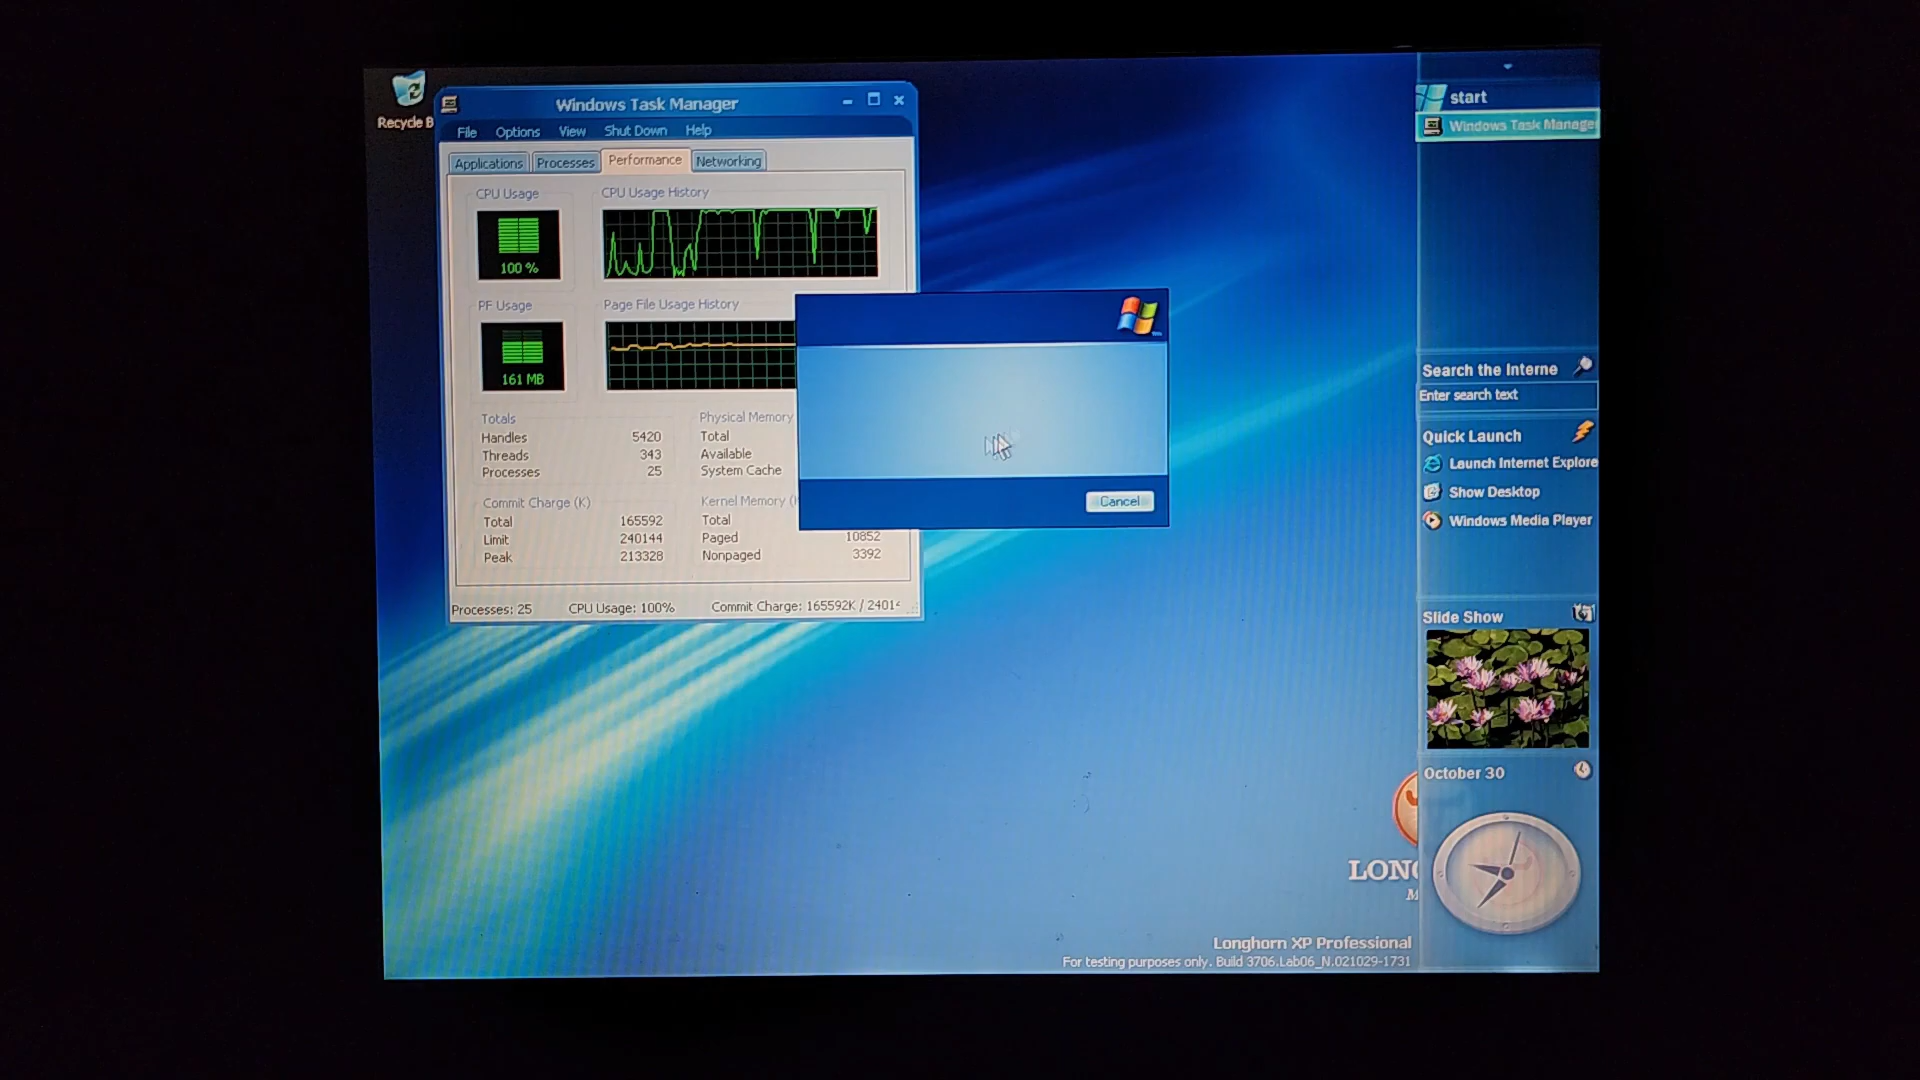 Recycle B
Windows Task Manager
File Options View Shut Down Help
Applications Processes Performance Networking
CPU Usage
CPU Usage History
100 %
PF Usage
Page File Usage History
161 MB
Totals
Handles 5420
Threads 343
Processes 25
Physical Memory
Total
Available
System Cache
Commit Charge (K)
Total 165592
Limit 240144
Peak 213328
Kernel Memory (
Total
Paged 10852
Nonpaged 3392
Processes: 25 CPU Usage: 100% Commit Charge: 165592K / 2401
Cancel
start
Windows Task Manager
Search the Interne
Enter search text
Quick Launch
Launch Internet Explore
Show Desktop
Windows Media Player
Slide Show
October 30
LONG
M
Longhorn XP Professional
For testing purposes only. Build 3706.Lab06_N.021029-1731